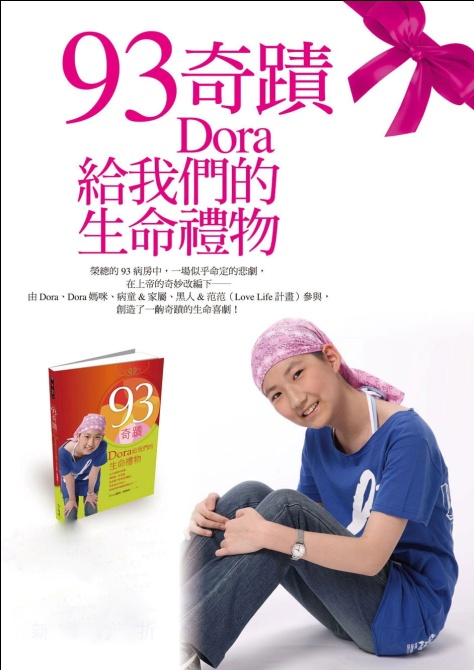 93奇蹟
Dora
給我們的
生命禮物
榮總的 93 病房中，一場似乎命定的悲劇，
在上帝的奇妙改編下——
由 Dora、Dora 媽咪、病童 & 家屬、黑人 & 范范（Love Life 計畫）參與，
創造了一齣奇蹟的生命喜劇！
93
奇蹟
Dora給我們的
生命禮物